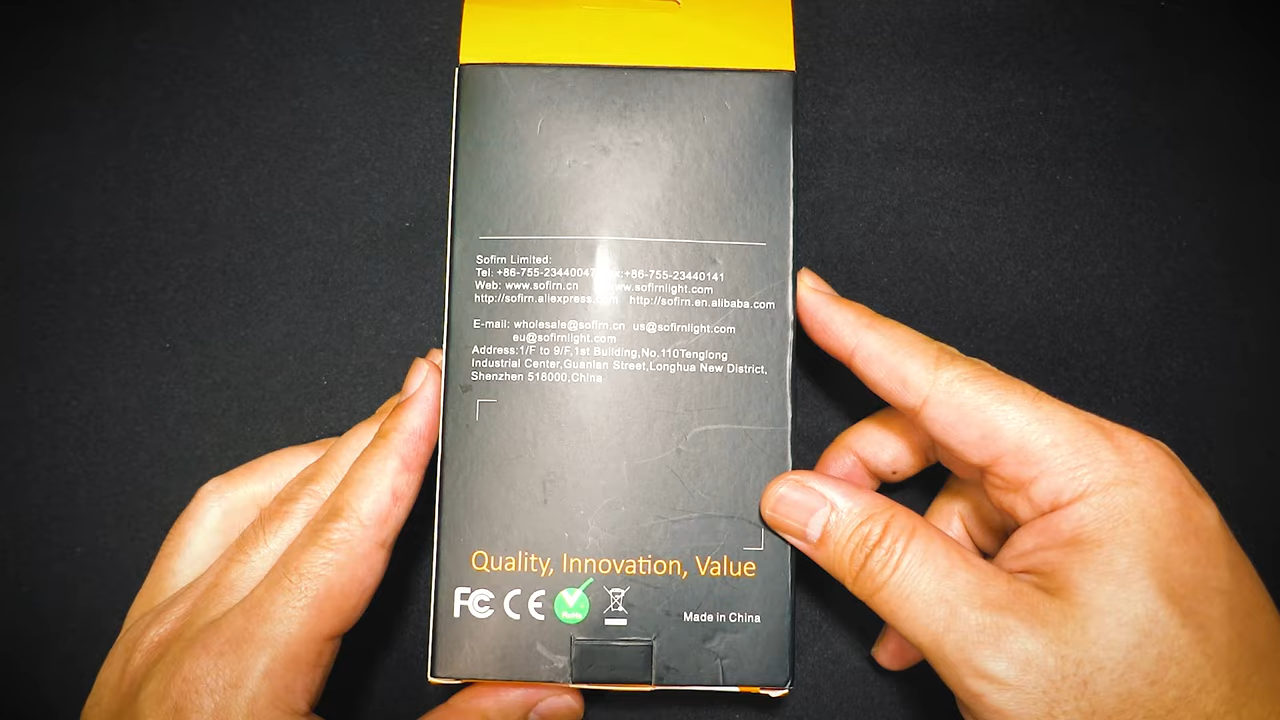 Sofirn Limited:
Tel: +86-755-23440047 :+86-755-23440141
Web: www.sofirn.cn www.sofirnlight.com
http://sofirn.aliexpress.com http://sofirn.en.alibaba.com
E-mail: wholesale@sofirn.cn us@sofirnlight.com
eu@sofirnlight.com
Address:1/F to 9/F,1st Building,No.110Tenglong
Industrial Center,Guanlan Street,Longhua New District,
Shenzhen 518000,China
Quality, Innovation, Value
FC CE RoHS
Made in China